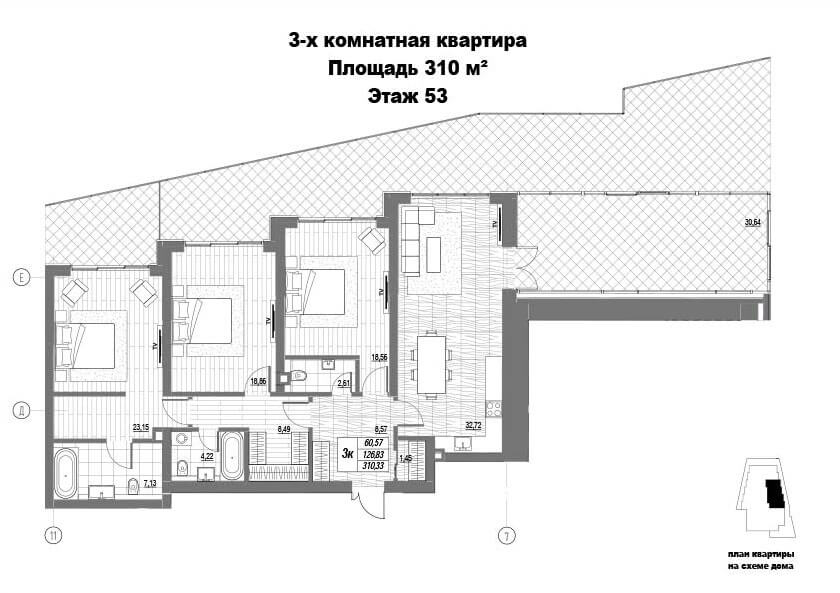 3-х комнатная квартира
Площадь 310 м²
Этаж 53
TV
30,64
Е
TV
TV
TV
18,56
18,66
2,61
Д
23,15
8,49
8,57
32,72
60,57
3к
126,83
310,33
1,45
4,22
7,13
11
7
план квартиры
на схеме дома